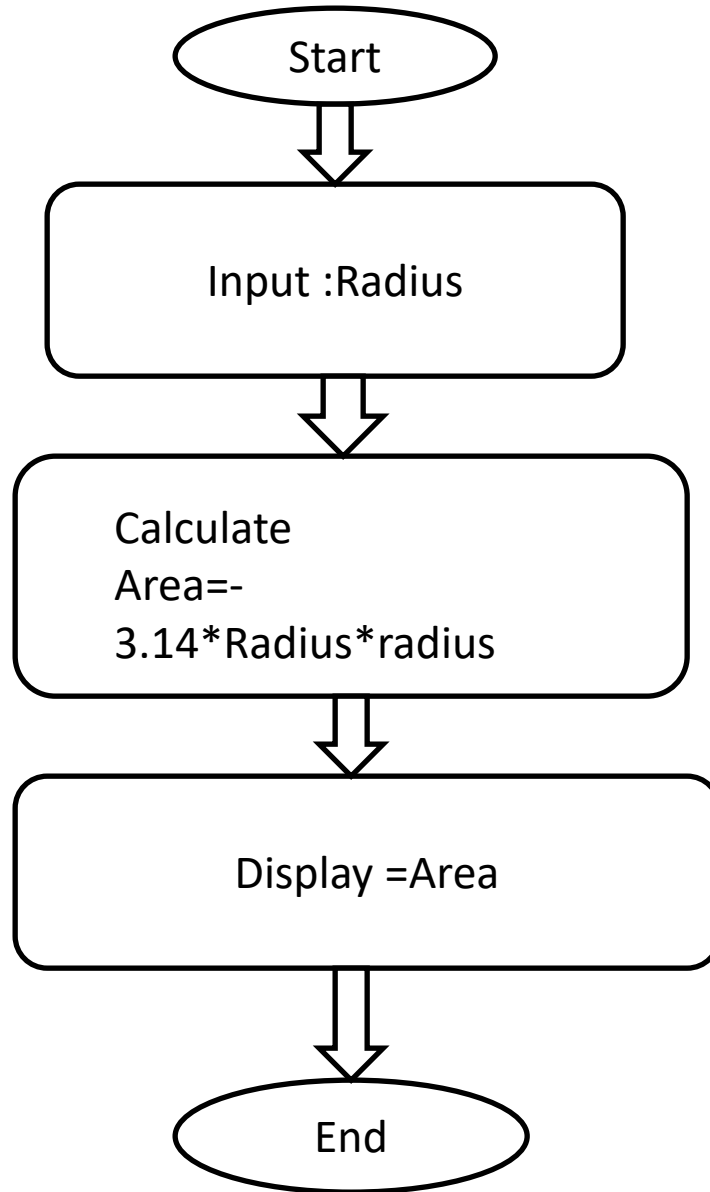 Start
Input :Radius
Calculate
Area=-
3.14*Radius*radius
Display =Area
End